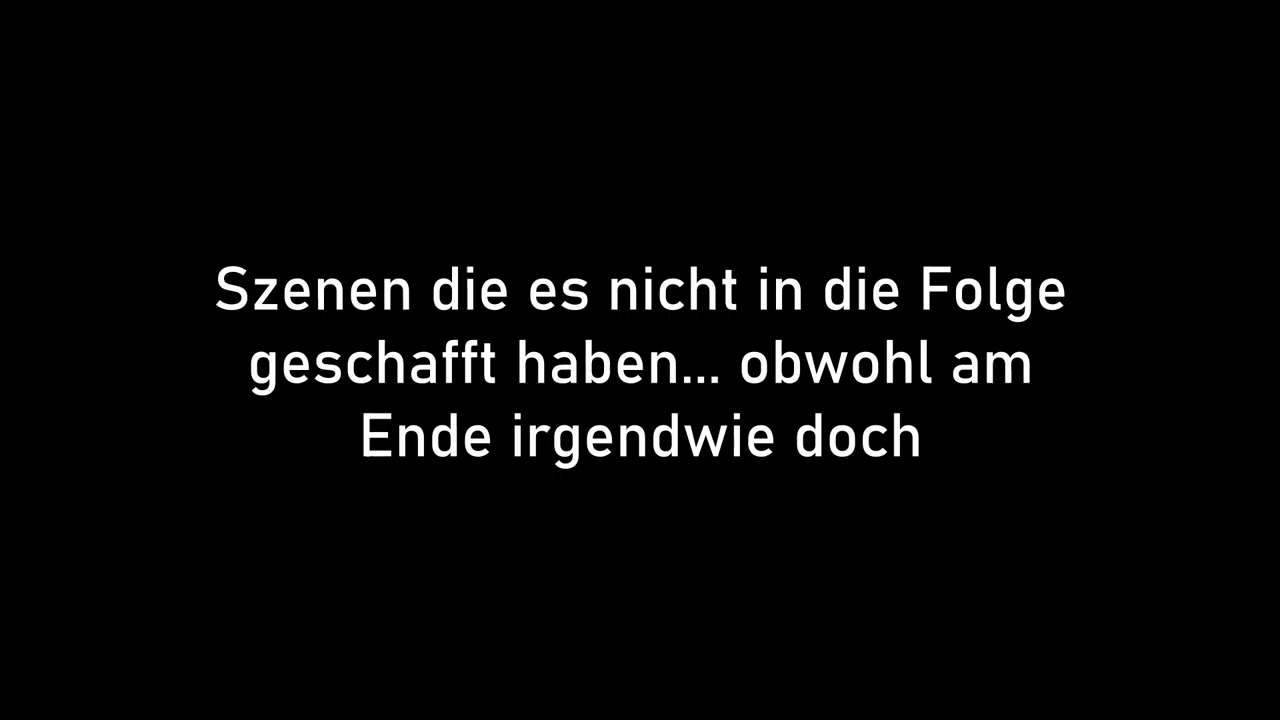 Szenen die es nicht in die Folge
geschafft haben... obwohl am
Ende irgendwie doch